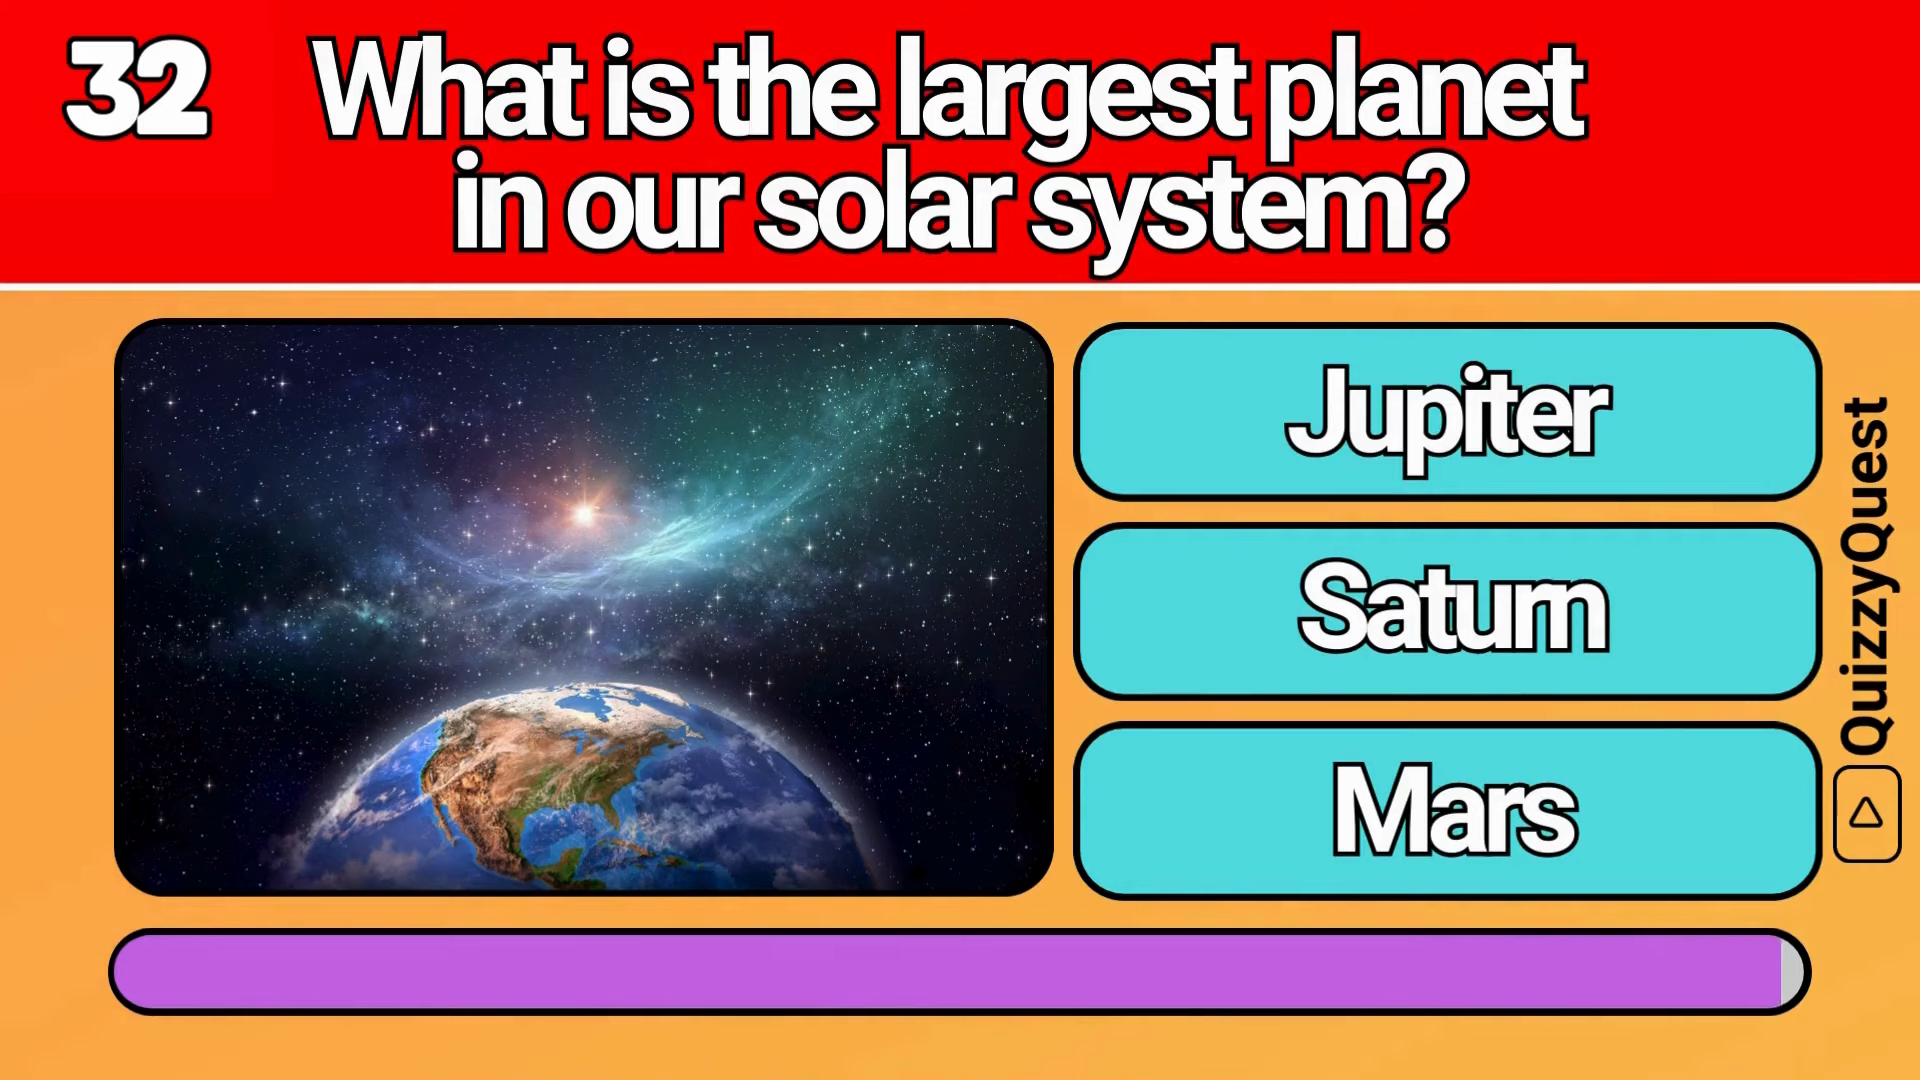 32
What is the largest planet
in our solar system?
Jupiter
Saturn
Mars
QuizzyQuest